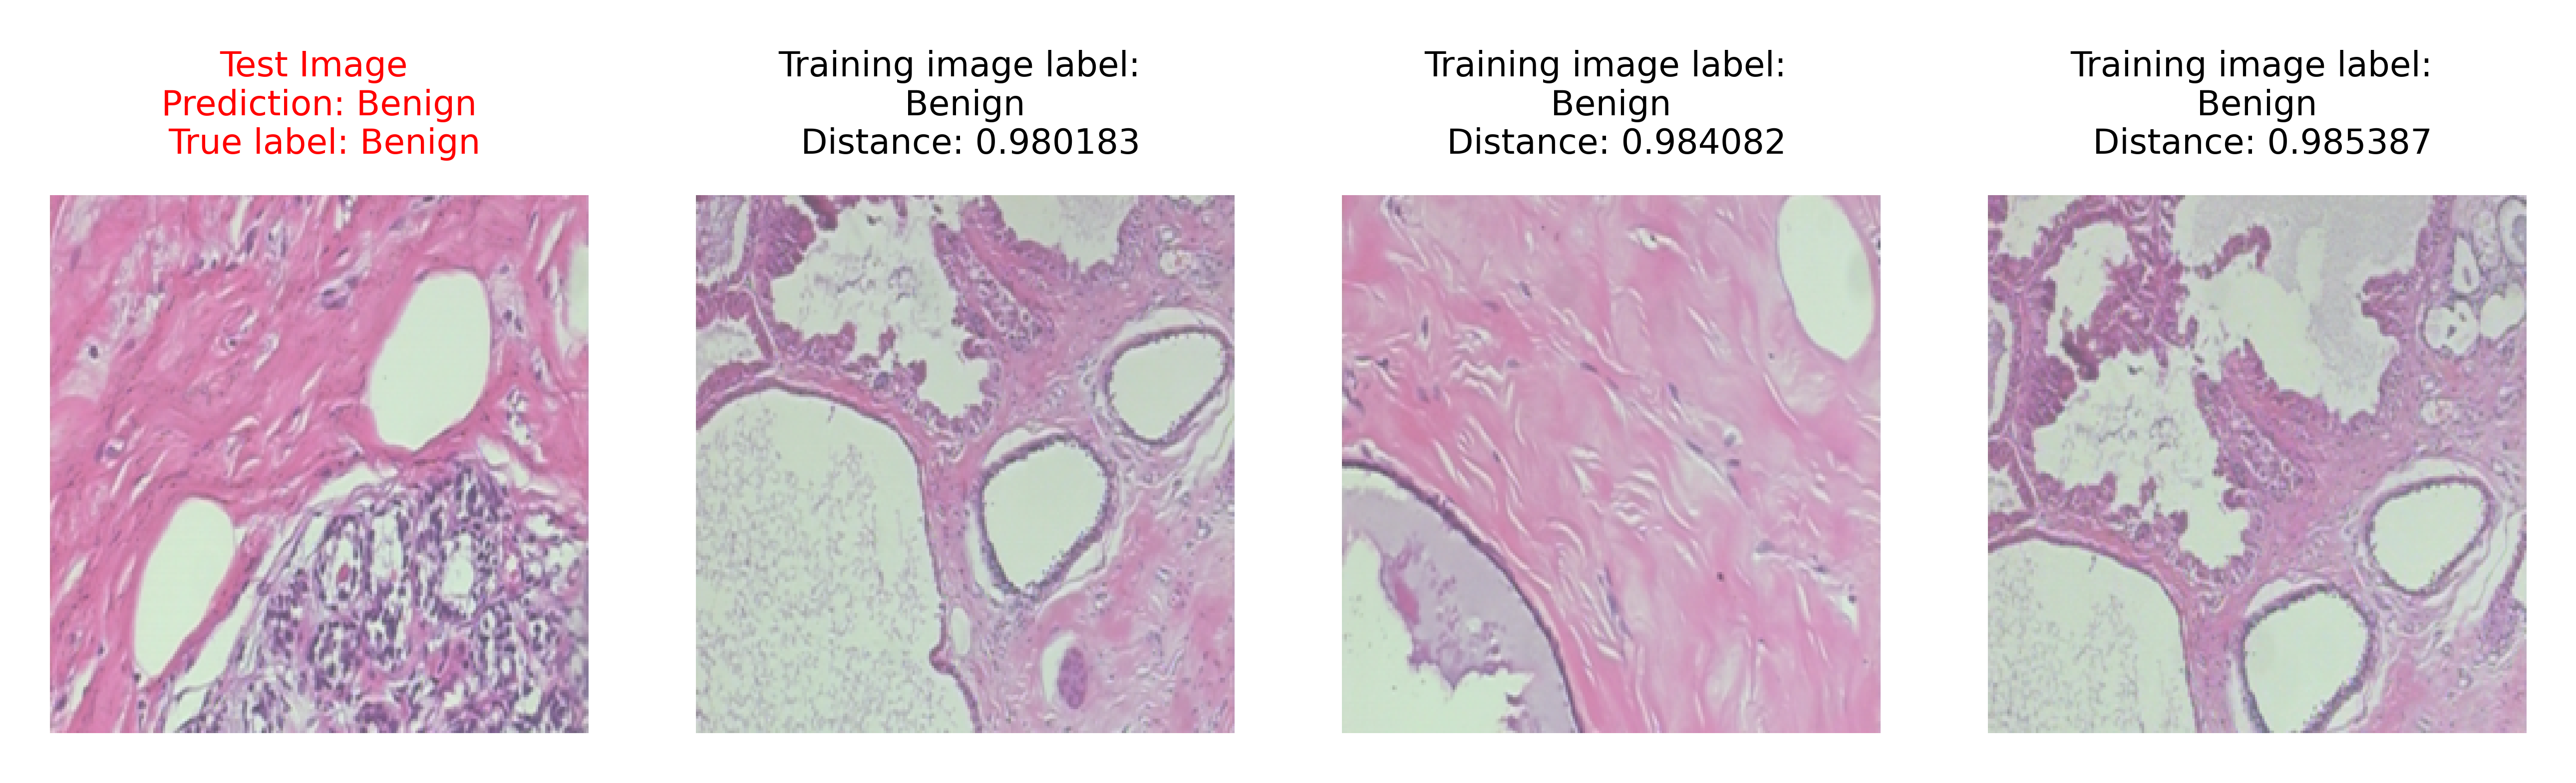 Test Image
Prediction: Benign
True label: Benign
Training image label:
Benign
Distance: 0.980183
Training image label:
Benign
Distance: 0.984082
Training image label:
Benign
Distance: 0.985387